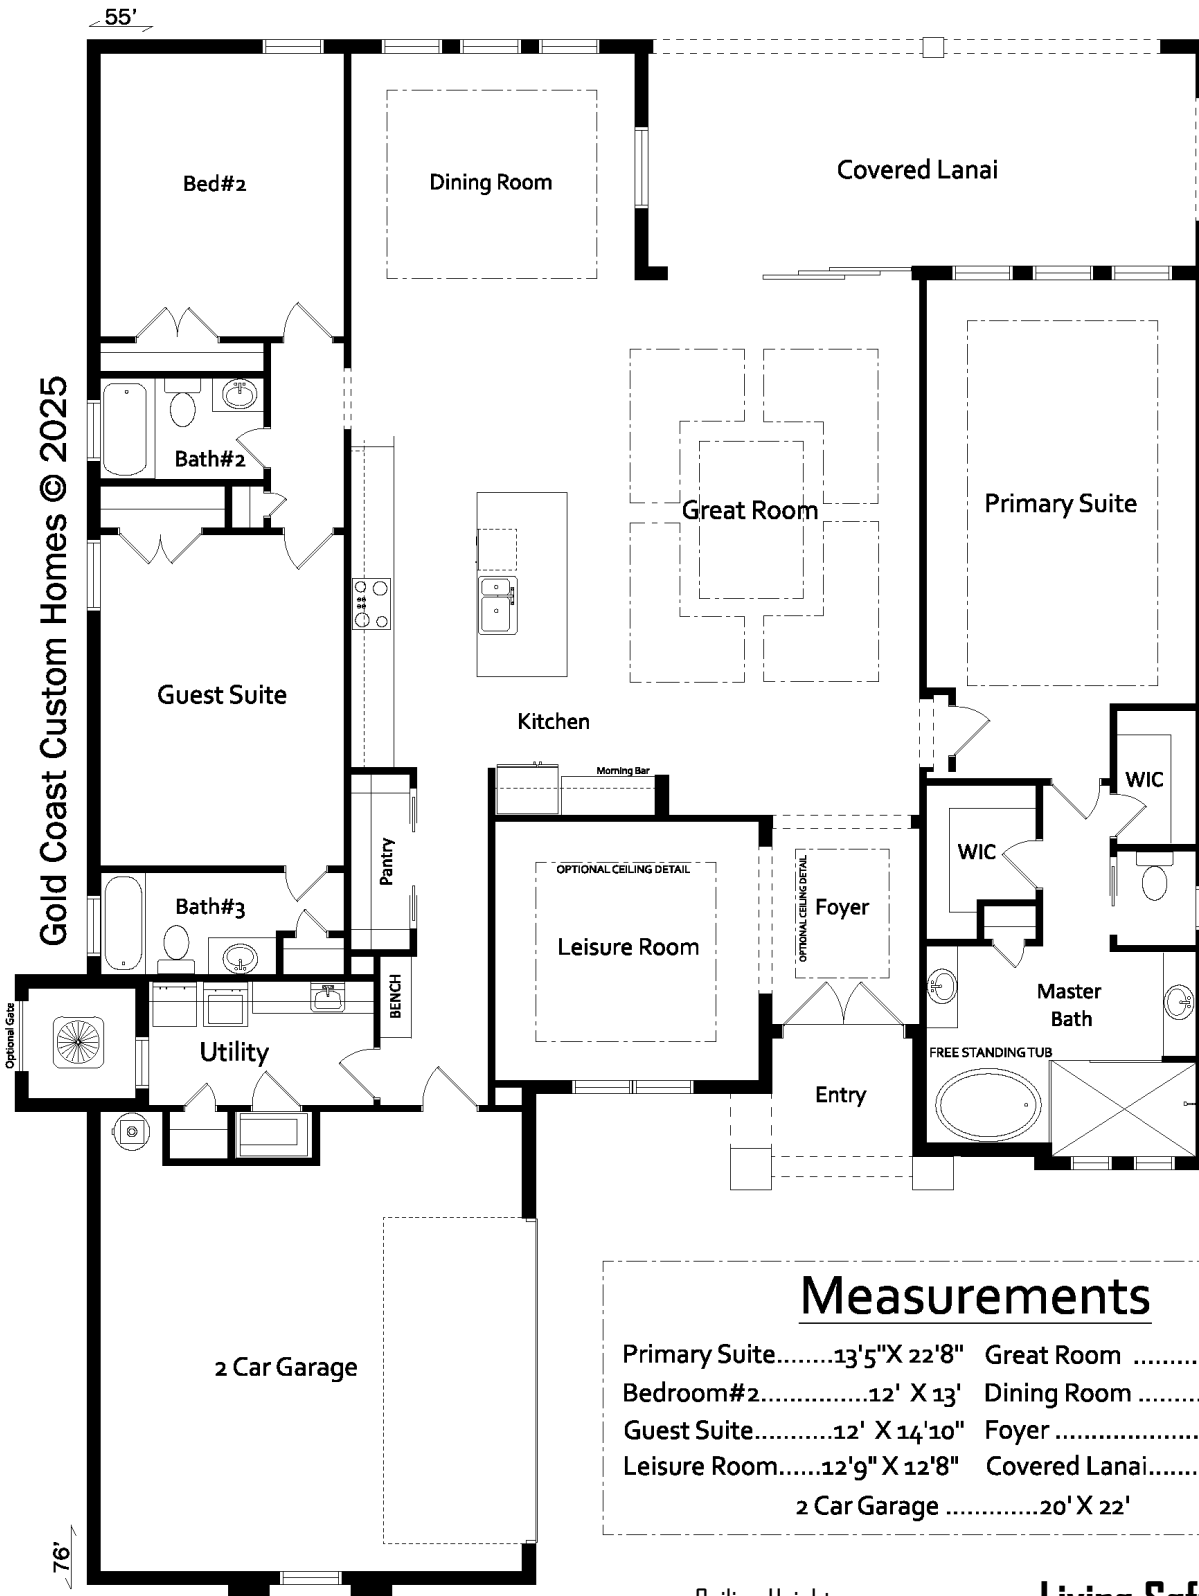 55'
Bed#2
Dining Room
Covered Lanai
Gold Coast Custom Homes © 2025
Bath#2
Great Room
Primary Suite
Guest Suite
Kitchen
Morning Bar
WIC
Pantry
OPTIONAL CEILING DETAIL
OPTIONAL CEILING DETAIL
WIC
Bath#3
Foyer
Leisure Room
BENCH
Master
Bath
Optional Gate
Utility
FREE STANDING TUB
Entry
Measurements
Primary Suite........13'5"X 22'8" Great Room .........
Bedroom#2...............12' X 13' Dining Room ........
Guest Suite...........12' X 14'10" Foyer ....................
Leisure Room......12'9" X 12'8" Covered Lanai.......
2 Car Garage .............20' X 22'
2 Car Garage
76'